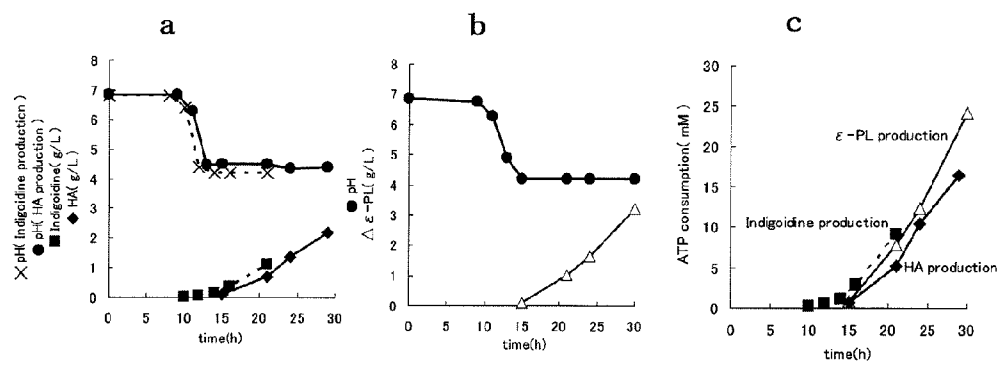 a
b
c
8
7
6
5
4
3
2
1
0
0 5 10 15 20 25 30
time(h)
× pH( Indigoidine production)
● pH( HA production)
■ Indigoidine( g/L)
◆ HA( g/L)
8
7
6
5
4
3
2
1
0
0 5 10 15 20 25 30
time(h)
● pH
△ ε-PL( g/L)
30
25
20
15
10
5
0
0 5 10 15 20 25 30
time(h)
ATP consumption( mM)
ε-PL production
Indigoidine production
HA production